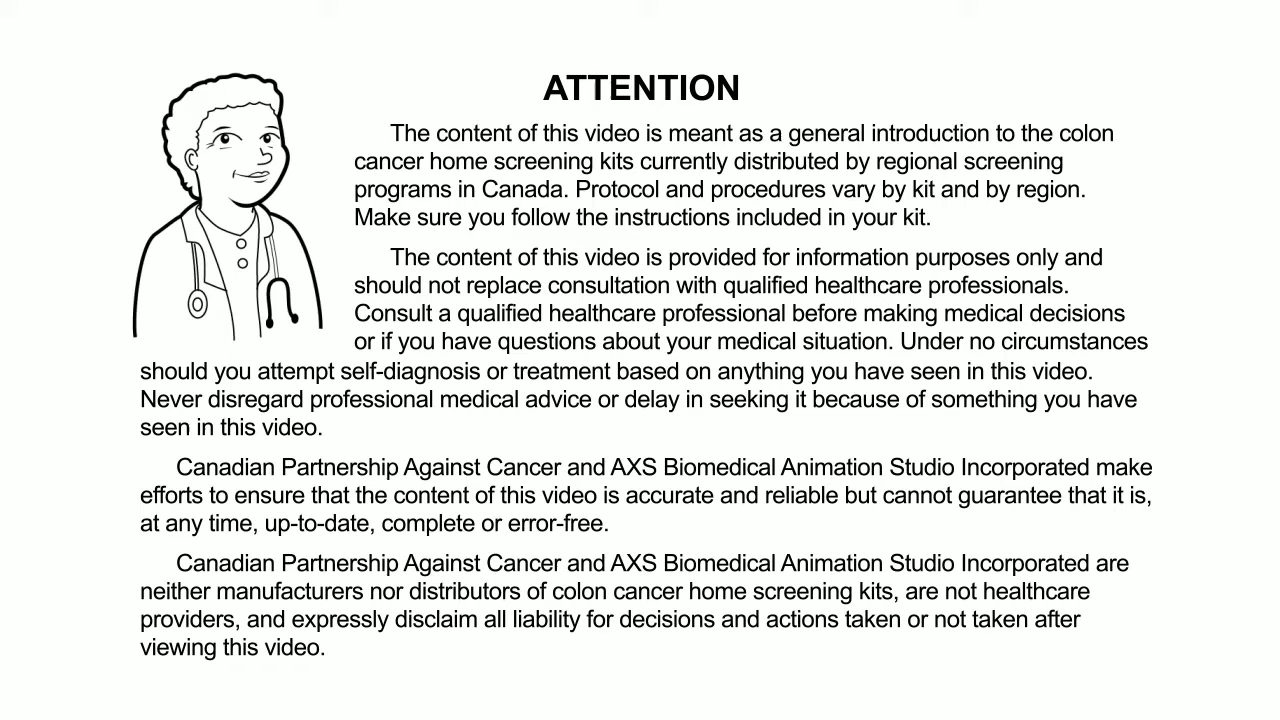 ATTENTION
The content of this video is meant as a general introduction to the colon
cancer home screening kits currently distributed by regional screening
programs in Canada. Protocol and procedures vary by kit and by region.
Make sure you follow the instructions included in your kit.
The content of this video is provided for information purposes only and
should not replace consultation with qualified healthcare professionals.
Consult a qualified healthcare professional before making medical decisions
or if you have questions about your medical situation. Under no circumstances
should you attempt self-diagnosis or treatment based on anything you have seen in this video.
Never disregard professional medical advice or delay in seeking it because of something you have
seen in this video.
Canadian Partnership Against Cancer and AXS Biomedical Animation Studio Incorporated make
efforts to ensure that the content of this video is accurate and reliable but cannot guarantee that it is,
at any time, up-to-date, complete or error-free.
Canadian Partnership Against Cancer and AXS Biomedical Animation Studio Incorporated are
neither manufacturers nor distributors of colon cancer home screening kits, are not healthcare
providers, and expressly disclaim all liability for decisions and actions taken or not taken after
viewing this video.